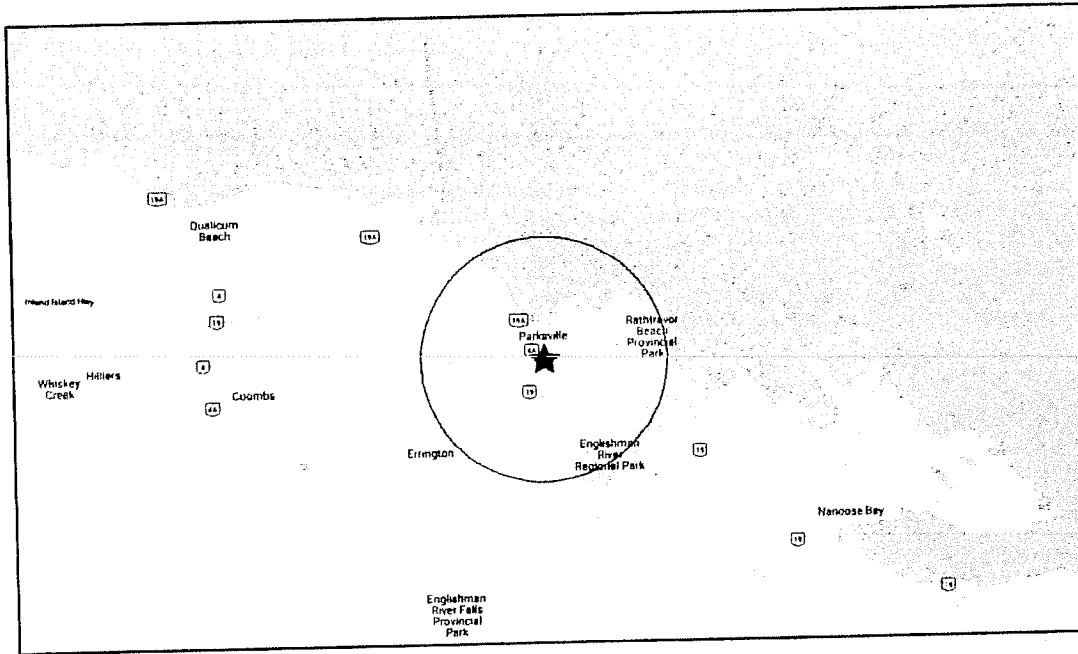 19A
Qualicum
Beach
19A
4
Inland Island Hwy
19
19A
Parksville
Rathtrevor
Beach
Provincial
Park
4A
4
Hilliers
Whiskey
Creek
Coombs
4A
19
Errington
Englishman
River
Regional Park
19
Nanoose Bay
19
19
Englishman
River Falls
Provincial
Park